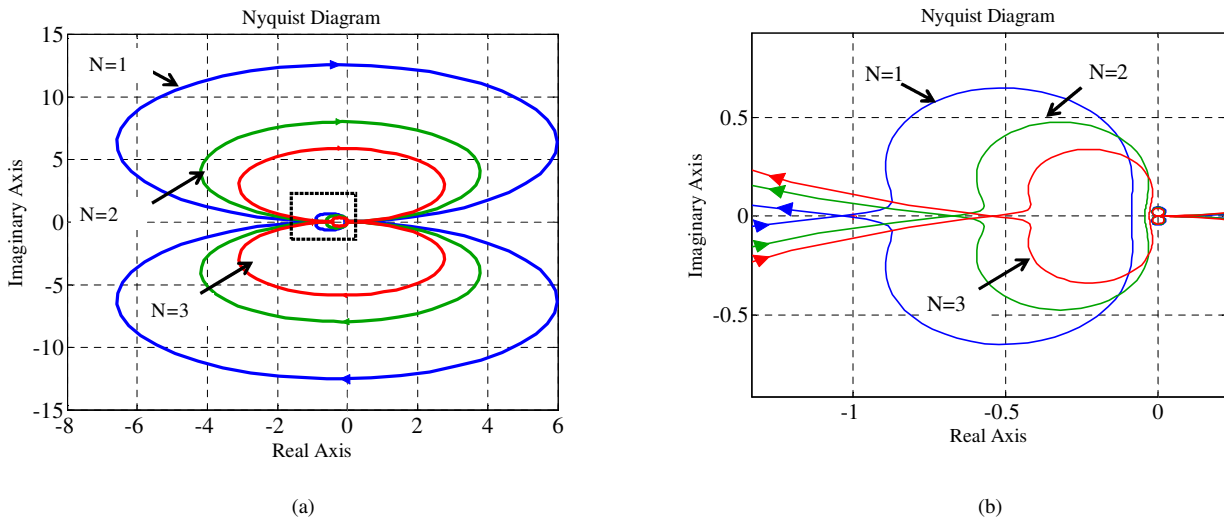 Nyquist Diagram
15
10
5
0
-5
-10
-15
-8
-6
-4
-2
0
2
4
6
Imaginary Axis
Real Axis
N=1
N=2
N=3
(a)
Nyquist Diagram
0.5
0
-0.5
-1
-0.5
0
Imaginary Axis
Real Axis
N=1
N=2
N=3
(b)